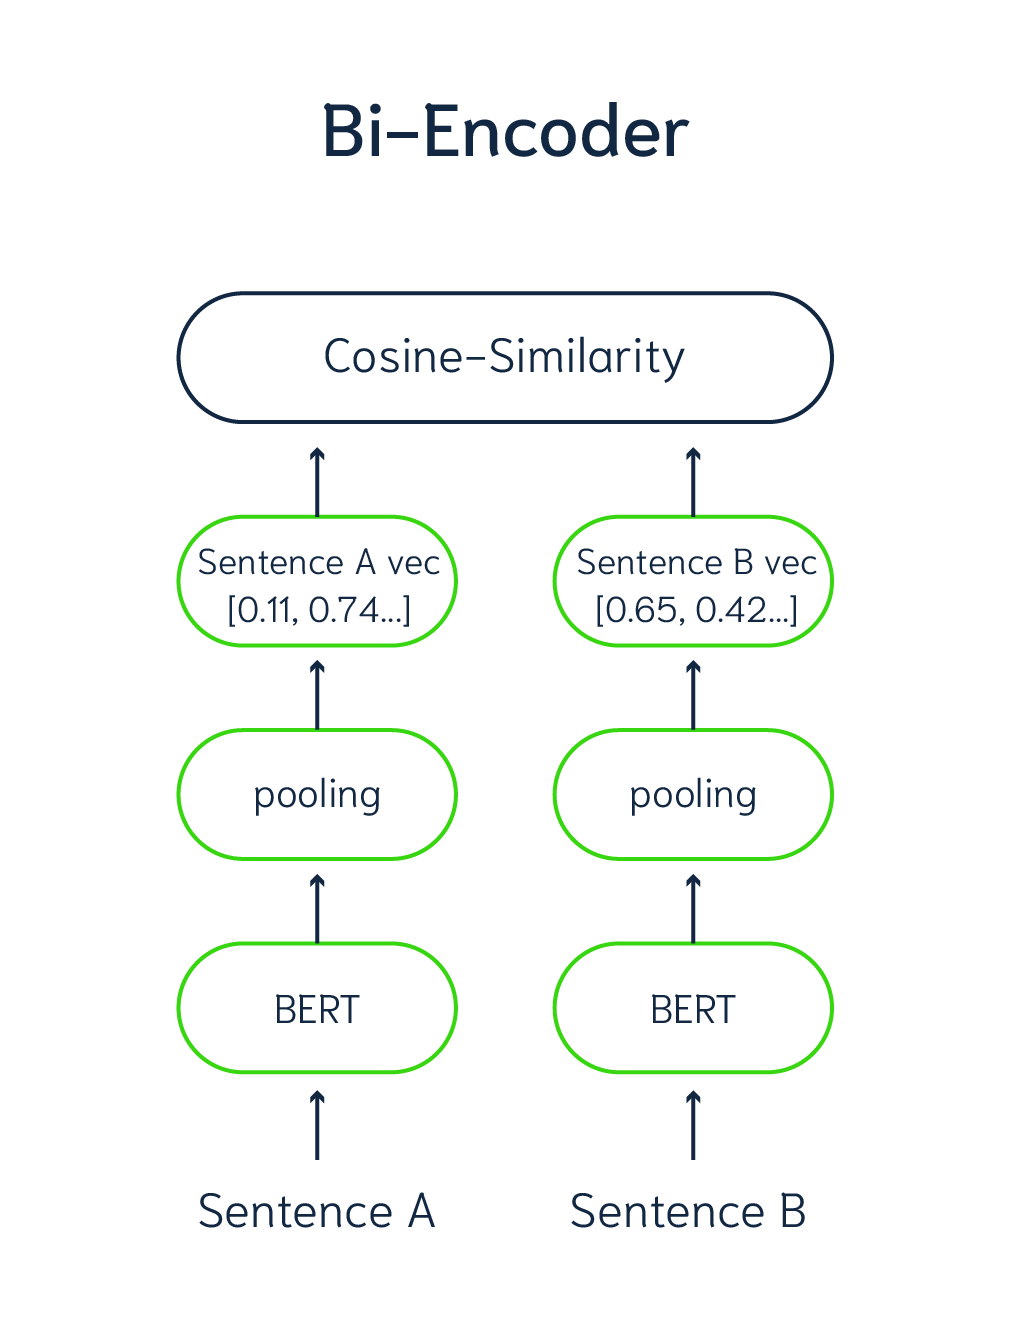 Bi-Encoder
Cosine-Similarity
Sentence A vec
[0.11, 0.74...]
Sentence B vec
[0.65, 0.42...]
pooling
pooling
BERT
BERT
Sentence A
Sentence B